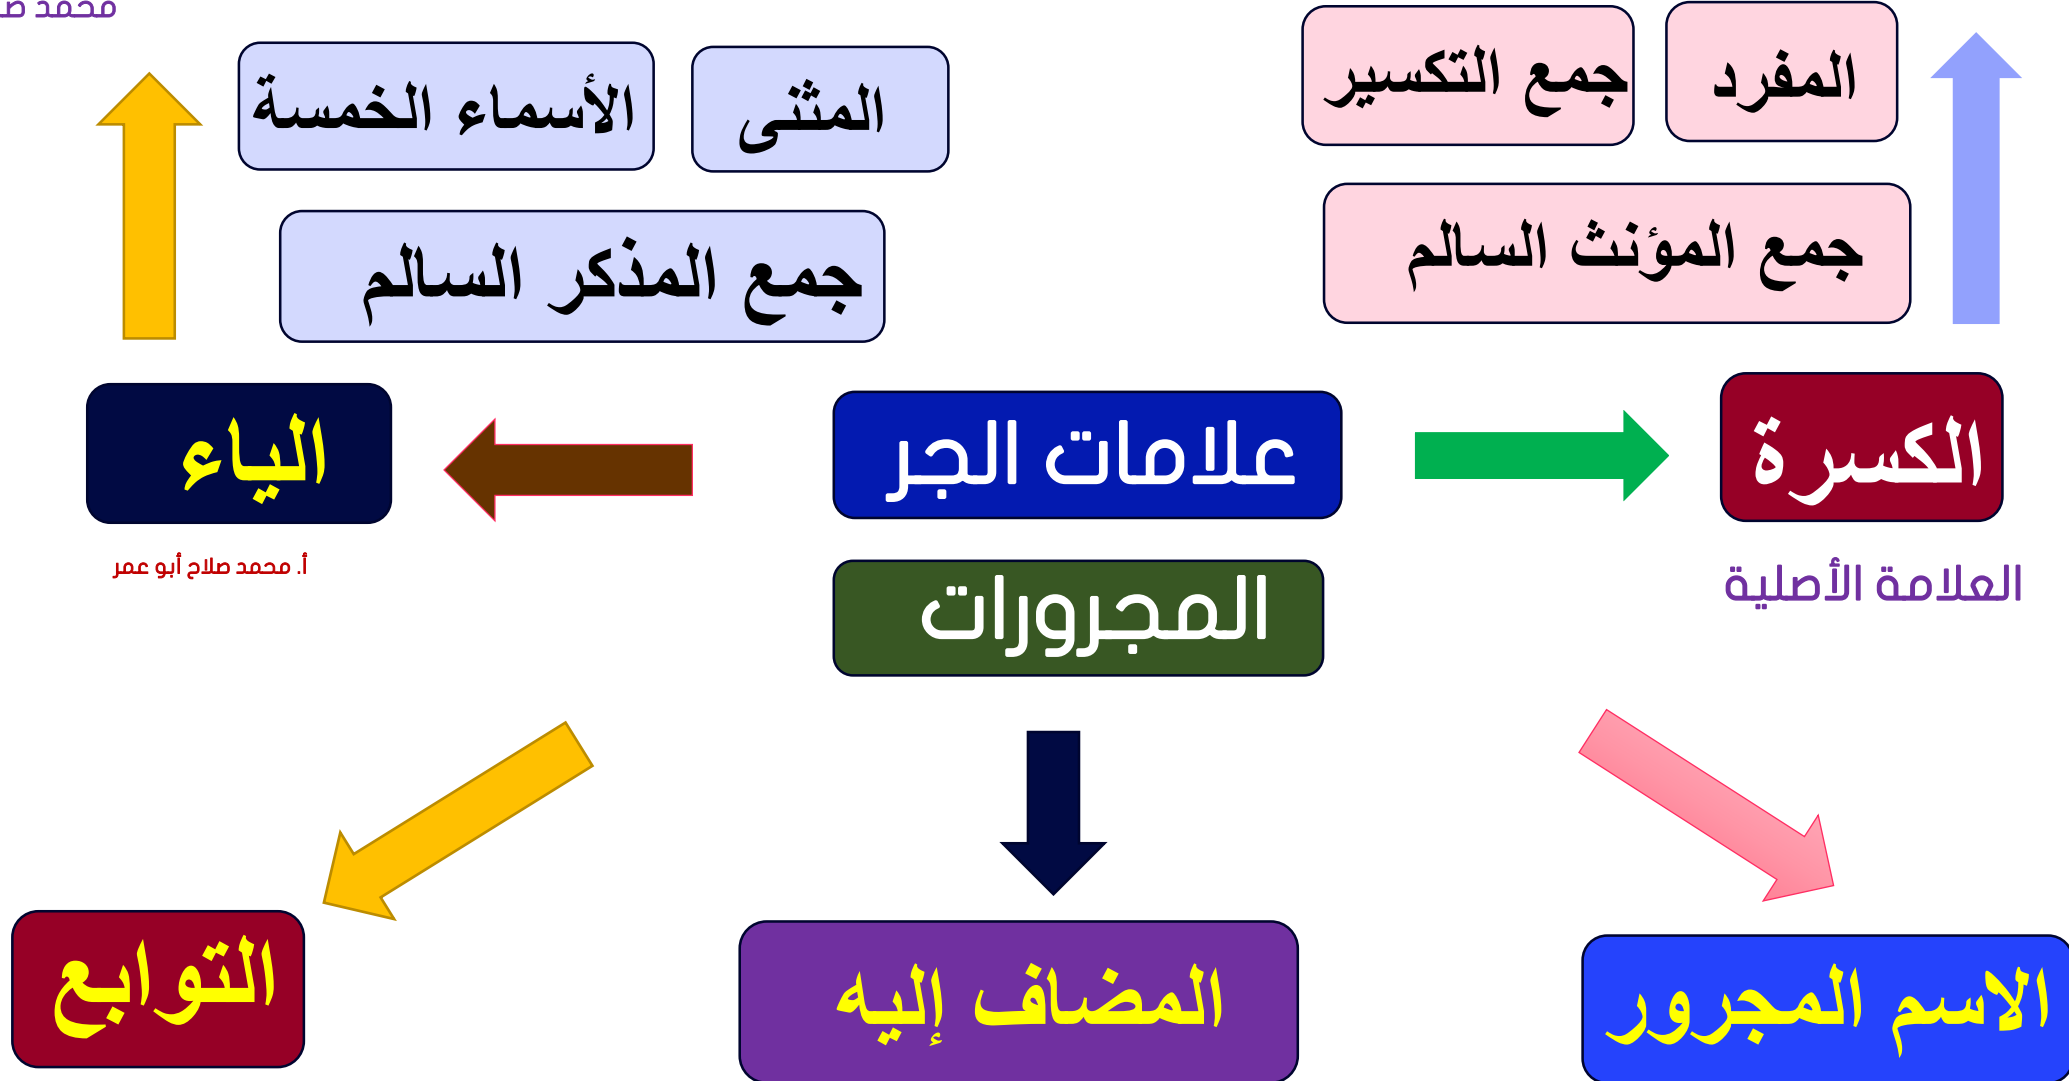 محمد
المفرد
جمع التكسير
المثنى
الأسماء الخمسة
جمع المؤنث السالم
جمع المذكر السالم
الكسرة
علامات الجر
الياء
العلامة الأصلية
أ. محمد صلاح أبو عمر
المجرورات
الاسم المجرور
المضاف إليه
التوابع